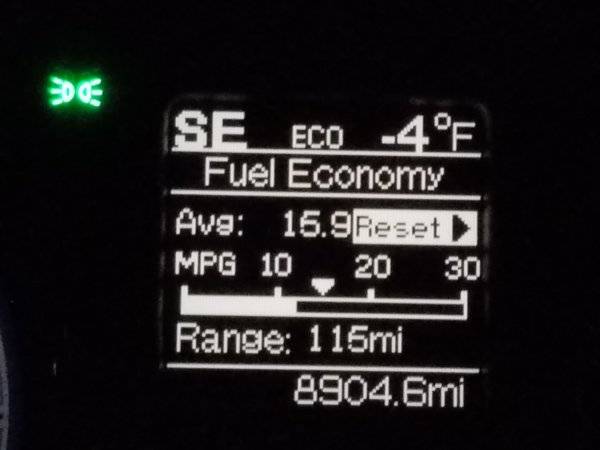 SE ECO -4°F
Fuel Economy
Avg: 15.9 Reset
MPG 10 20 30
Range: 115mi
8904.6mi